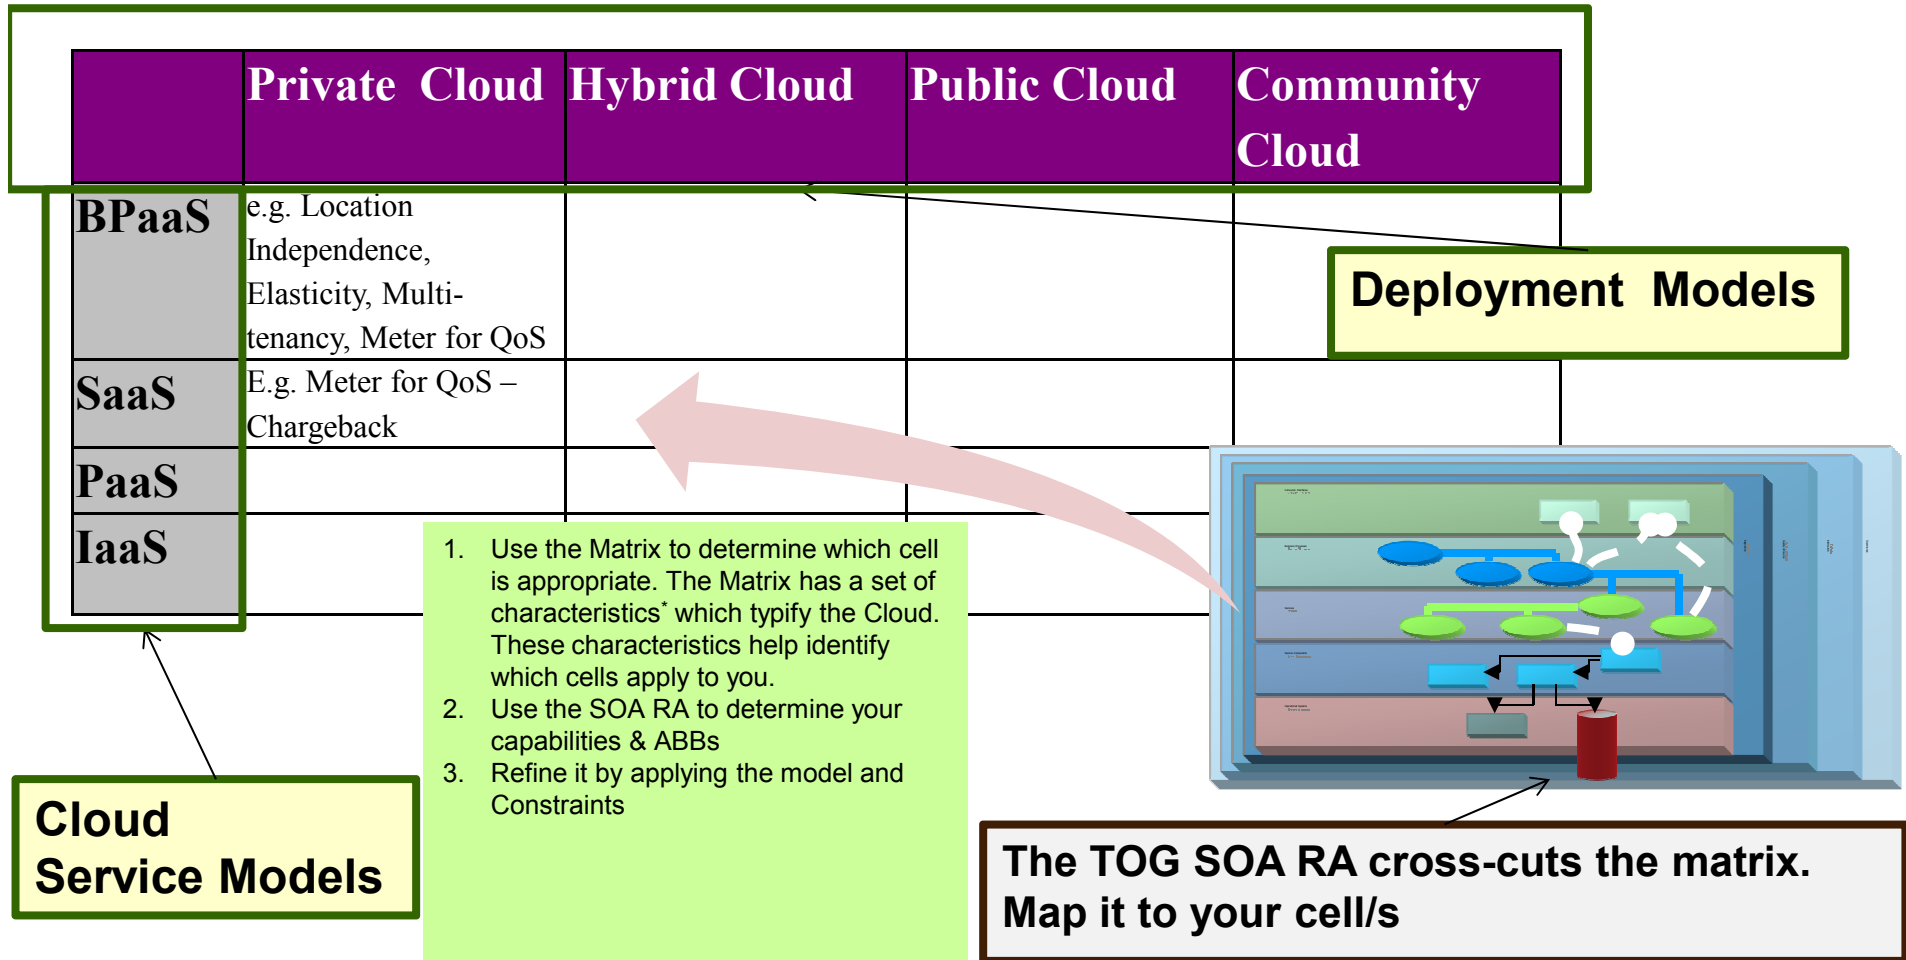 Private Cloud
Hybrid Cloud
Public Cloud
Community
Cloud
BPaaS
e.g. Location
Independence,
Elasticity, Multi-
tenancy, Meter for QoS
SaaS
E.g. Meter for QoS –
Chargeback
PaaS
IaaS
Deployment Models
1. Use the Matrix to determine which cell
is appropriate. The Matrix has a set of
characteristics* which typify the Cloud.
These characteristics help identify
which cells apply to you.
2. Use the SOA RA to determine your
capabilities & ABBs
3. Refine it by applying the model and
Constraints
Cloud
Service Models
The TOG SOA RA cross-cuts the matrix.
Map it to your cell/s